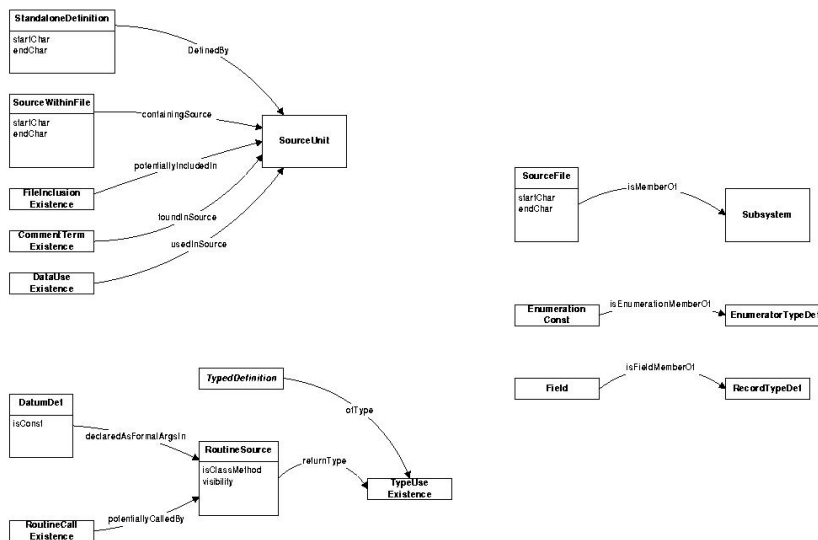 StandaloneDefinition
startChar
endChar
DefinedBy
SourceWithinFile
startChar
endChar
containingSource
SourceUnit
potentiallyIncludedIn
FileInclusion
Existence
foundInSource
CommentTerm
Existence
usedInSource
DataUse
Existence
SourceFile
startChar
endChar
isMemberOf
Subsystem
Enumeration
Const
isEnumerationMemberOf
EnumeratorTypeDef
Field
isFieldMemberOf
RecordTypeDef
TypedDefinition
ofType
DatumDef
isConst
declaredAsFormalArgsIn
RoutineSource
isClassMethod
visibility
returnType
TypeUse
Existence
RoutineCall
Existence
potentiallyCalledBy